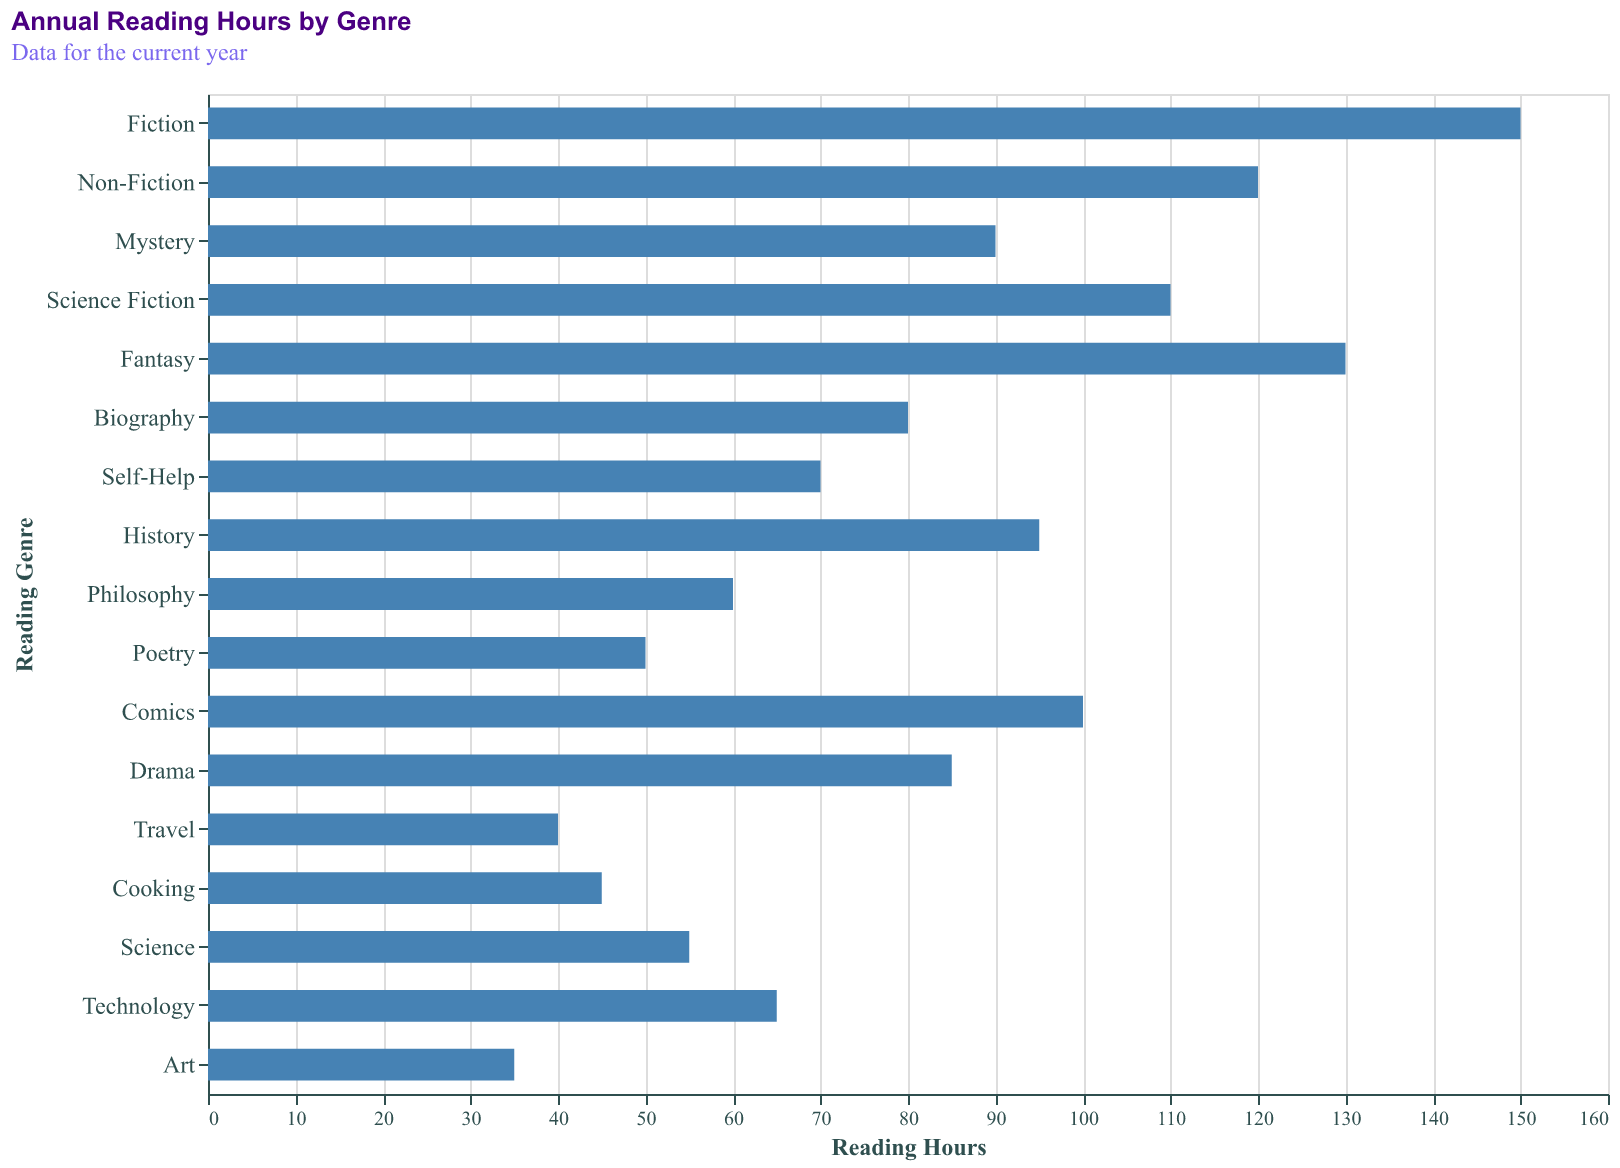 Annual Reading Hours by Genre
Data for the current year
Reading Genre
Fiction
Non-Fiction
Mystery
Science Fiction
Fantasy
Biography
Self-Help
History
Philosophy
Poetry
Comics
Drama
Travel
Cooking
Science
Technology
Art
0 10 20 30 40 50 60 70 80 90 100 110 120 130 140 150 160
Reading Hours